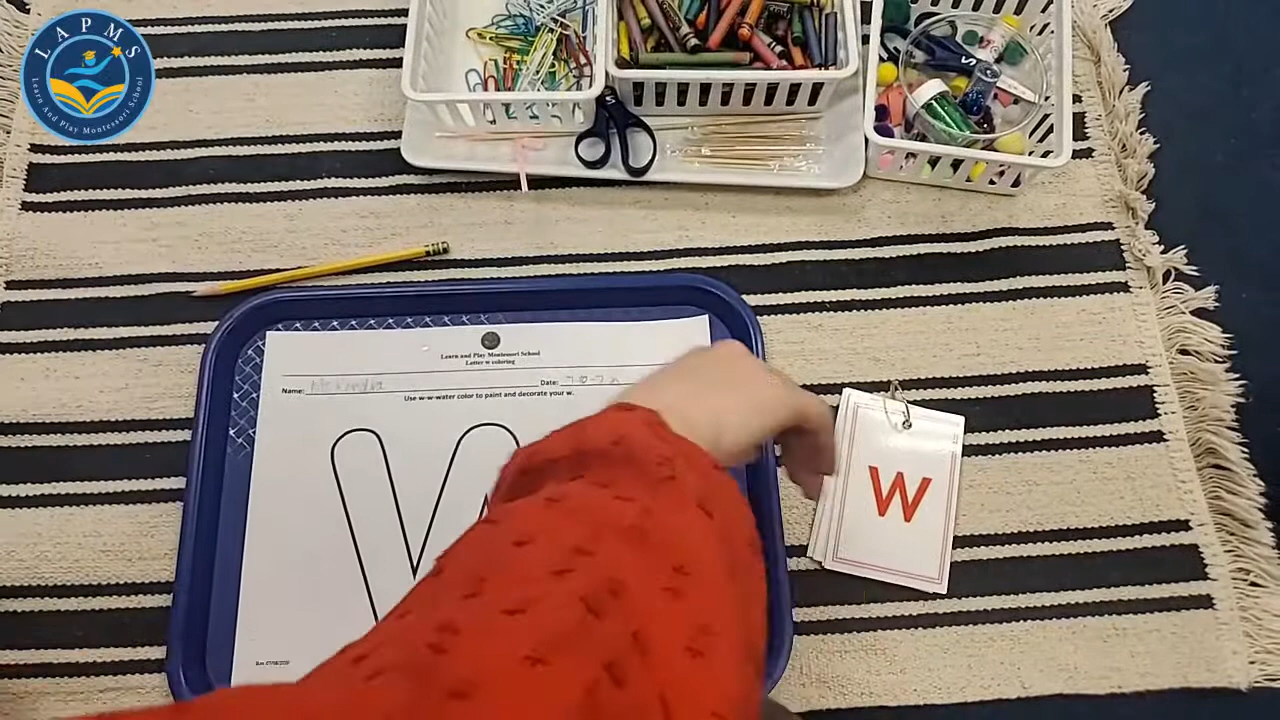 LAPMS
Learn And Play Montessori School
Learn and Play Montessori School
Letter w coloring
Name:
Date:
Use w-w-water color to paint and decorate your w.
W
w